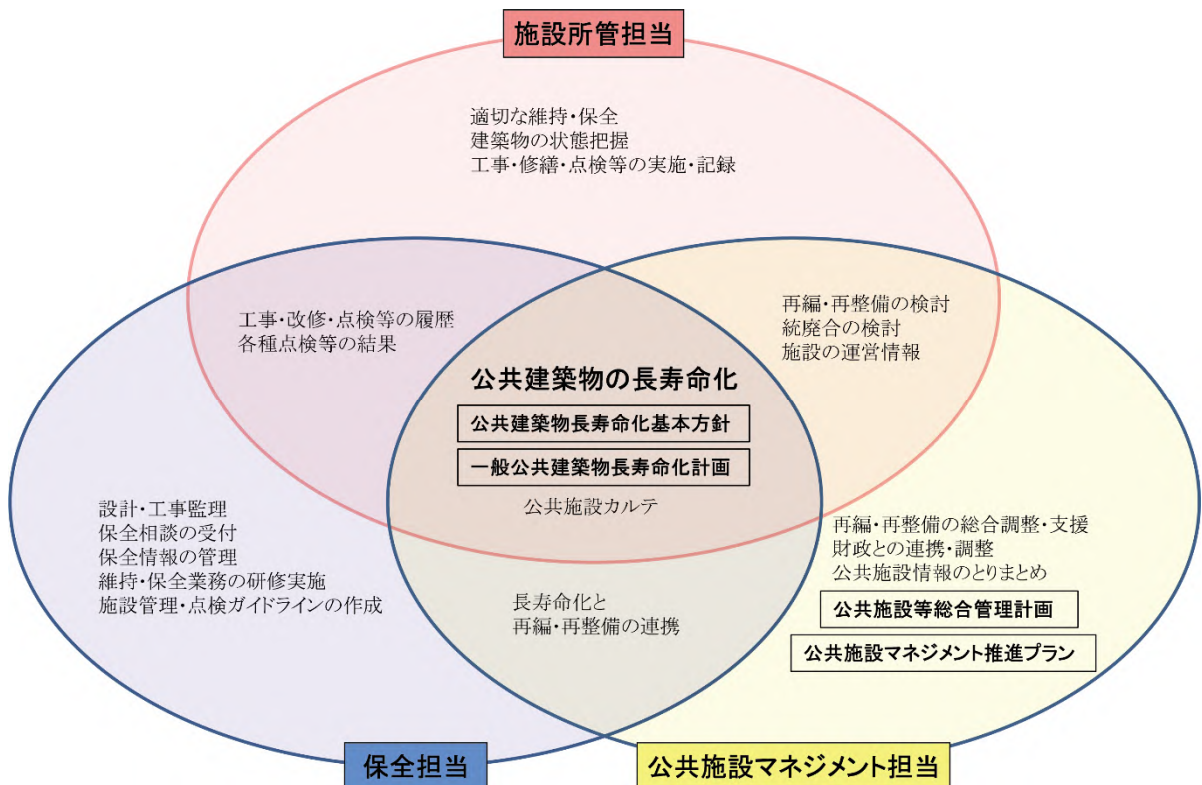 施設所管担当
適切な維持・保全
建築物の状態把握
工事・修繕・点検等の実施・記録
工事・改修・点検等の履歴
各種点検等の結果
再編・再整備の検討
統廃合の検討
施設の運営情報
公共建築物の長寿命化
公共建築物長寿命化基本方針
一般公共建築物長寿命化計画
公共施設カルテ
設計・工事監理
保全相談の受付
保全情報の管理
維持・保全業務の研修実施
施設管理・点検ガイドラインの作成
長寿命化と
再編・再整備の連携
再編・再整備の総合調整・支援
財政との連携・調整
公共施設情報のとりまとめ
公共施設等総合管理計画
公共施設マネジメント推進プラン
保全担当
公共施設マネジメント担当